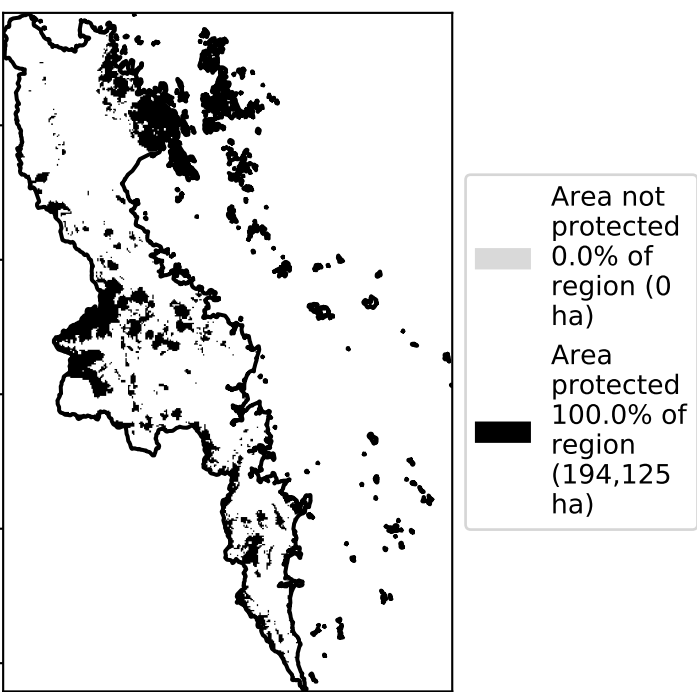 Area not
protected
0.0% of
region (0
ha)
Area
protected
100.0% of
region
(194,125
ha)